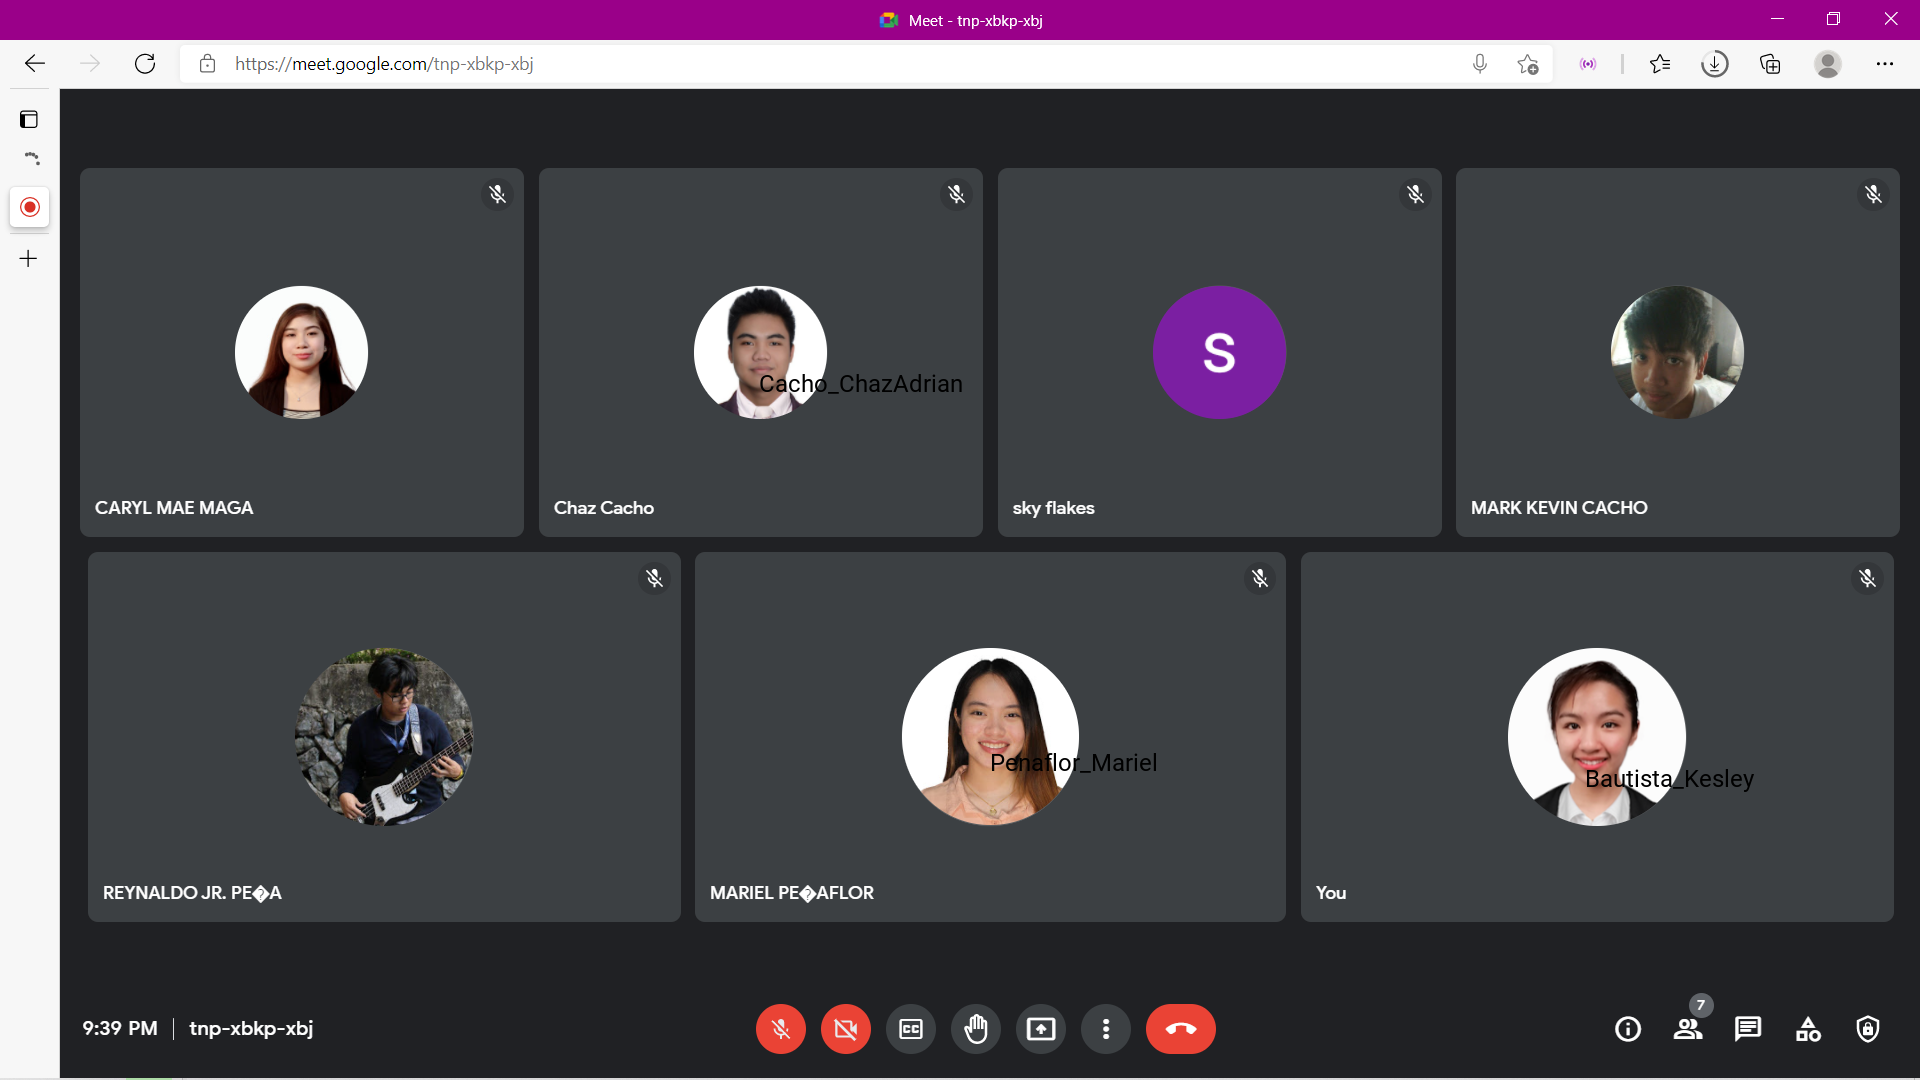 Meet - tnp-xbkp-xbj
https://meet.google.com/tnp-xbkp-xbj
Cacho_ChazAdrian
S
CARYL MAE MAGA
Chaz Cacho
sky flakes
MARK KEVIN CACHO
Penaflor_Mariel
Bautista_Kesley
REYNALDO JR. PE�A
MARIEL PE�AFLOR
You
7
9:39 PM | tnp-xbkp-xbj
CC